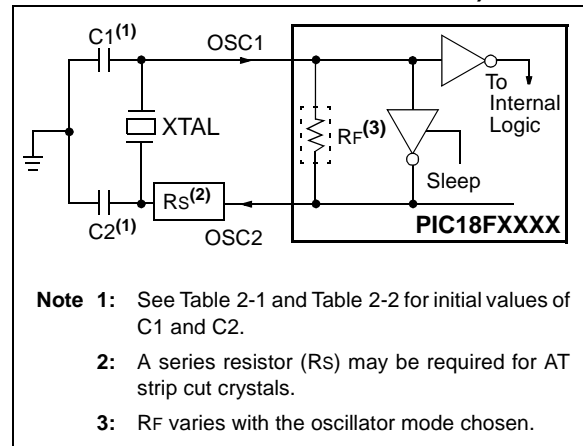 C1(1)
OSC1
To
Internal
Logic
XTAL
RF(3)
Sleep
C2(1)
RS(2)
OSC2
PIC18FXXXX
Note 1: See Table 2-1 and Table 2-2 for initial values of
C1 and C2.
2: A series resistor (RS) may be required for AT
strip cut crystals.
3: RF varies with the oscillator mode chosen.